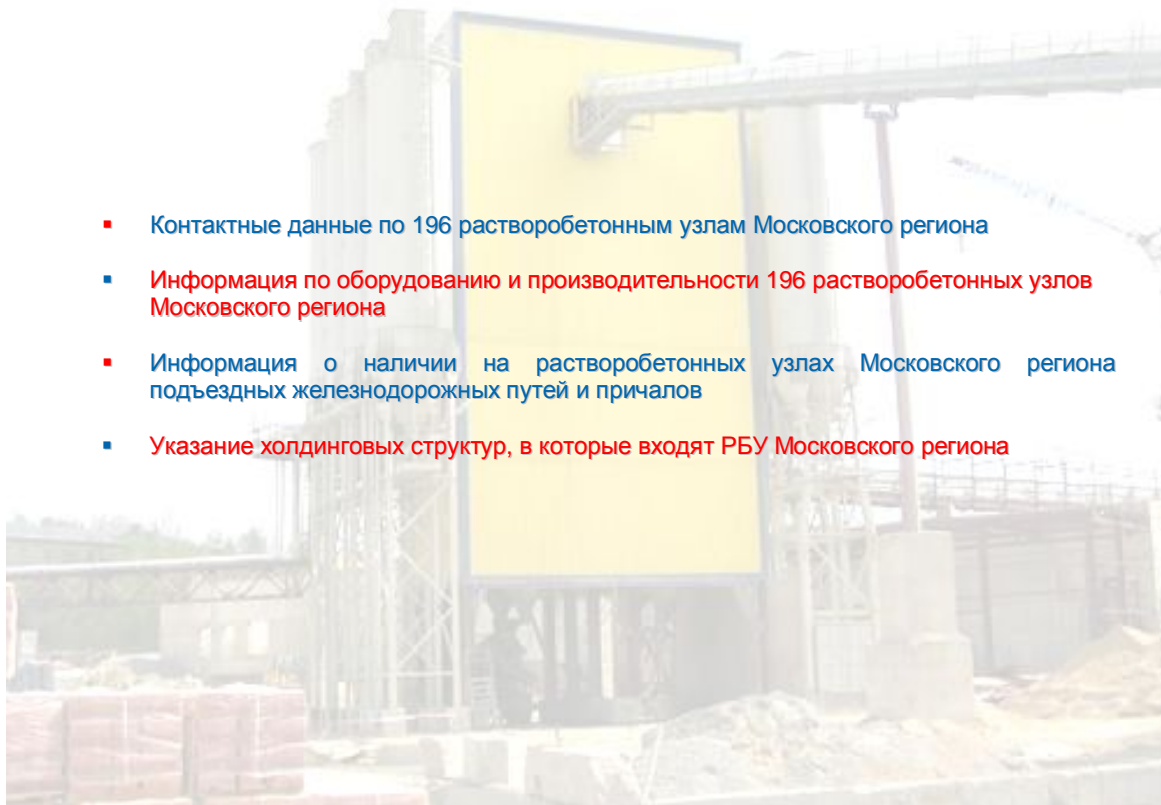 Контактные данные по 196 растворобетонным узлам Московского региона
Информация по оборудованию и производительности 196 растворобетонных узлов
Московского региона
Информация о наличии на растворобетонных узлах Московского региона
подъездных железнодорожных путей и причалов
Указание холдинговых структур, в которые входят РБУ Московского региона